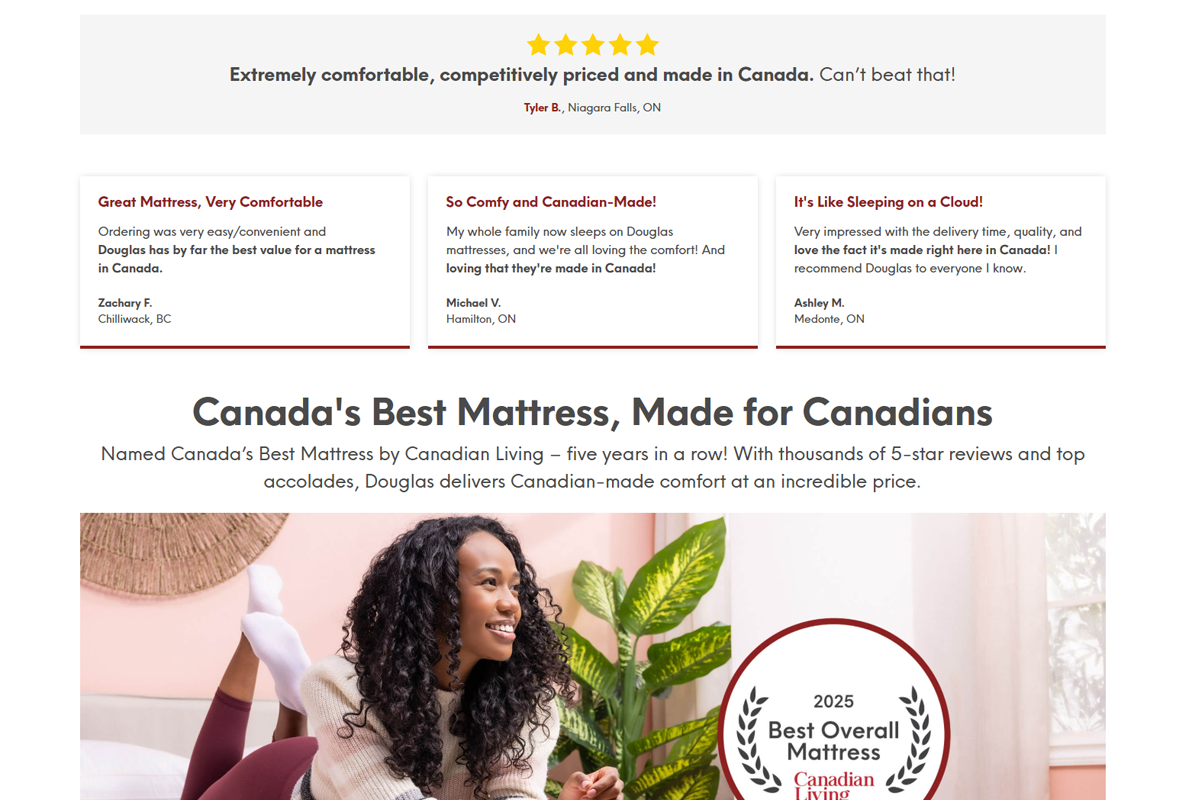 Extremely comfortable, competitively priced and made in Canada. Can’t beat that!
Tyler B., Niagara Falls, ON
Great Mattress, Very Comfortable
Ordering was very easy/convenient and
Douglas has by far the best value for a mattress
in Canada.
Zachary F.
Chilliwack, BC
So Comfy and Canadian-Made!
My whole family now sleeps on Douglas
mattresses, and we're all loving the comfort! And
loving that they're made in Canada!
Michael V.
Hamilton, ON
It's Like Sleeping on a Cloud!
Very impressed with the delivery time, quality, and
love the fact it's made right here in Canada! I
recommend Douglas to everyone I know.
Ashley M.
Medonte, ON
Canada's Best Mattress, Made for Canadians
Named Canada’s Best Mattress by Canadian Living – five years in a row! With thousands of 5-star reviews and top
accolades, Douglas delivers Canadian-made comfort at an incredible price.
2025
Best Overall
Mattress
Canadian
Living